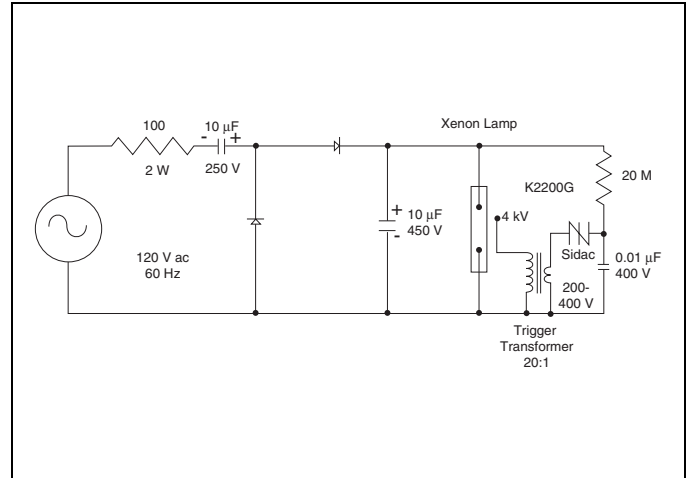 100
2 W
- 10 µF +
250 V
120 V ac
60 Hz
+ 10 µF
- 450 V
Xenon Lamp
K2200G
4 kV
20 M
Sidac
0.01 µF
400 V
200-
400 V
Trigger
Transformer
20:1